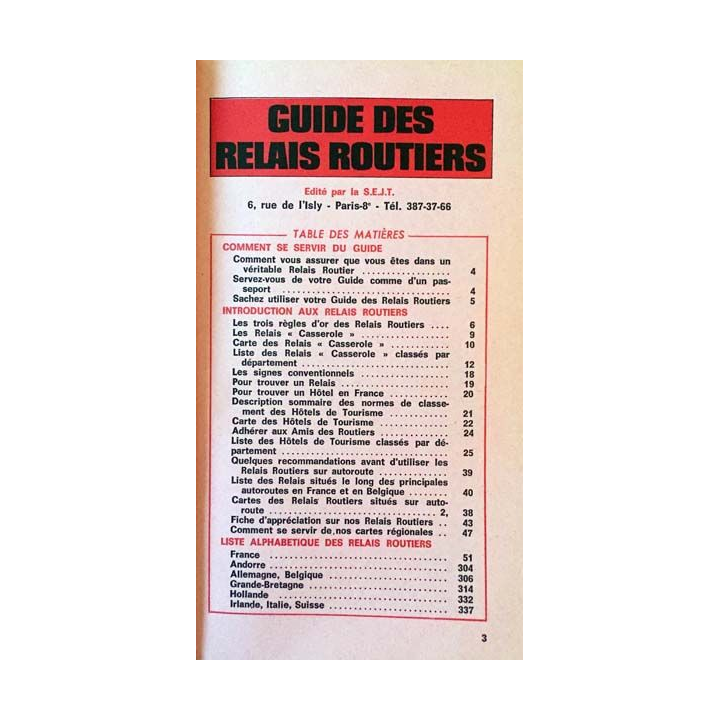 GUIDE DES
RELAIS ROUTIERS
Edité par la S.E.J.T.
6, rue de l'Isly - Paris-8e - Tél. 387-37-66
TABLE DES MATIÈRES
COMMENT SE SERVIR DU GUIDE
Comment vous assurer que vous êtes dans un
véritable Relais Routier .................. 4
Servez-vous de votre Guide comme d'un pas-
seport .................. 4
Sachez utiliser votre Guide des Relais Routiers 5
INTRODUCTION AUX RELAIS ROUTIERS
Les trois règles d'or des Relais Routiers .... 6
Les Relais « Casserole » .................. 9
Carte des Relais « Casserole » ............ 10
Liste des Relais « Casserole » classés par
département .................. 12
Les signes conventionnels .................. 18
Pour trouver un Relais .................. 19
Pour trouver un Hôtel en France ............ 20
Description sommaire des normes de classe-
ment des Hôtels de Tourisme ............ 21
Carte des Hôtels de Tourisme ............ 22
Adhérer aux Amis des Routiers ............ 24
Liste des Hôtels de Tourisme classés par dé-
partement .................. 25
Quelques recommandations avant d'utiliser les
Relais Routiers sur autoroute ............ 39
Liste des Relais situés le long des principales
autoroutes en France et en Belgique ........ 40
Cartes des Relais Routiers situés sur auto-
route .................. 2, 38
Fiche d'appréciation sur nos Relais Routiers .. 43
Comment se servir de nos cartes régionales .. 47
LISTE ALPHABETIQUE DES RELAIS ROUTIERS
France .................. 51
Andorre .................. 304
Allemagne, Belgique .................. 306
Grande-Bretagne .................. 314
Hollande .................. 332
Irlande, Italie, Suisse .................. 337
3